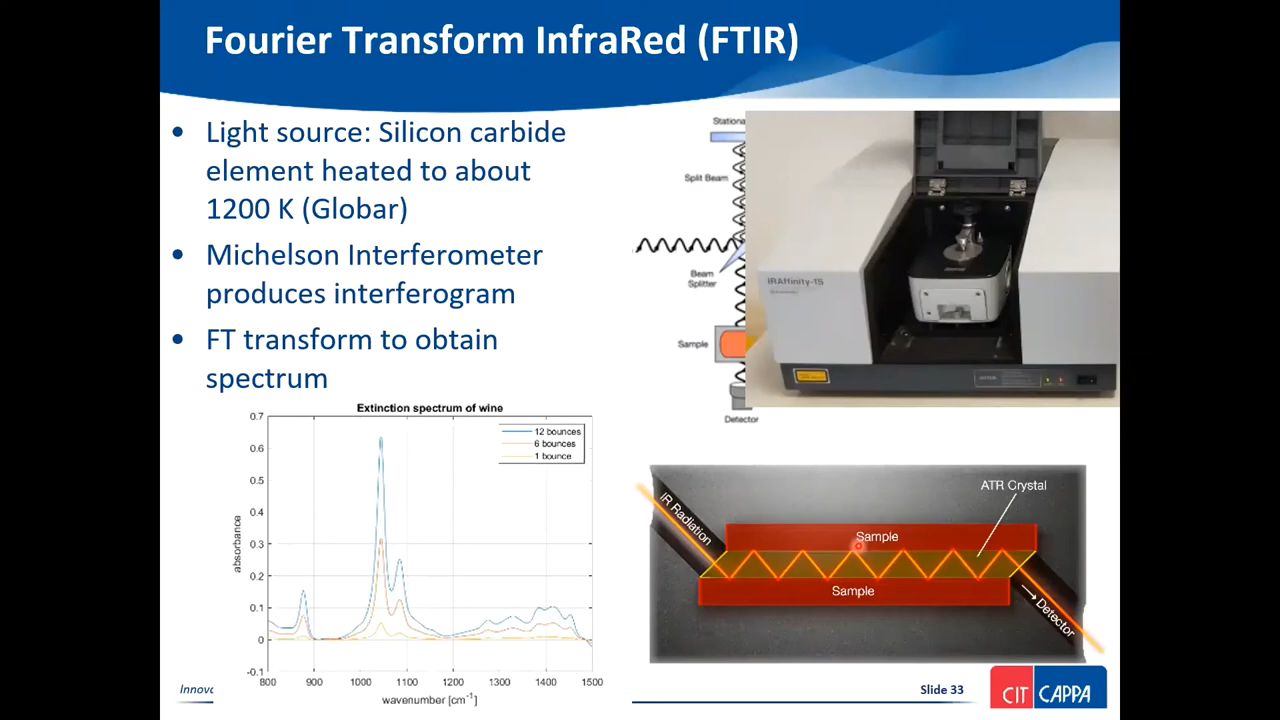 Fourier Transform InfraRed (FTIR)
• Light source: Silicon carbide
element heated to about
1200 K (Globar)
• Michelson Interferometer
produces interferogram
• FT transform to obtain
spectrum
Stationa
Split Beam
Beam
Splitter
Sample
Detector
IRAffinity-1S
Extinction spectrum of wine
12 bounces
6 bounces
1 bounce
absorbance
0.7
0.6
0.5
0.4
0.3
0.2
0.1
0
-0.1
800 900 1000 1100 1200 1300 1400 1500
wavenumber [cm-1]
IR Radiation
ATR Crystal
Sample
Sample
→ Detector
Innova
Slide 33
CIT CAPPA